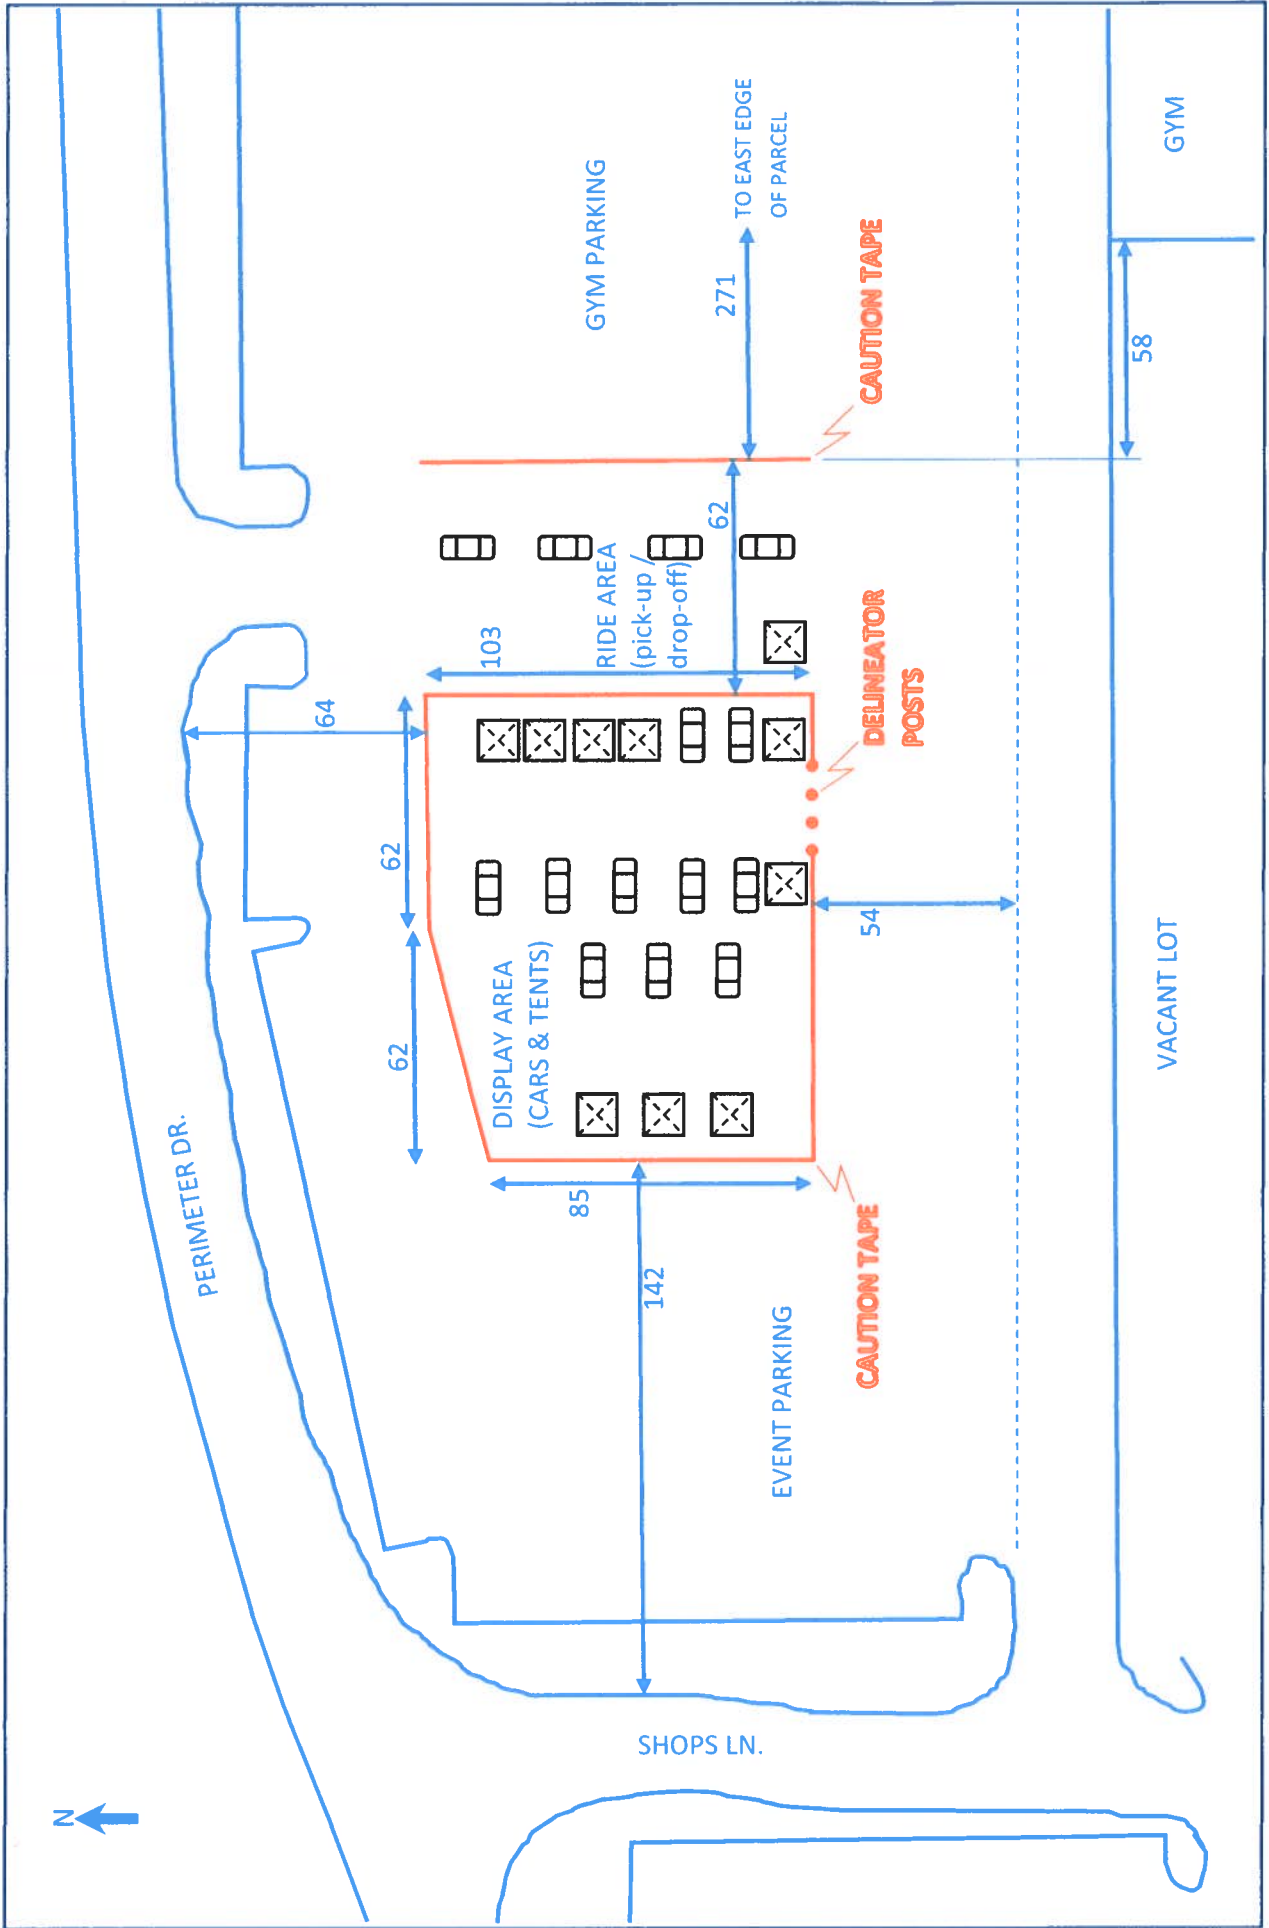 N
PERIMETER DR.
SHOPS LN.
64
62
62
103
85
142
DISPLAY AREA
(CARS & TENTS)
RIDE AREA
(pick-up /
drop-off)
62
271
TO EAST EDGE
OF PARCEL
GYM PARKING
EVENT PARKING
CAUTION TAPE
DELINEATOR
POSTS
CAUTION TAPE
54
58
VACANT LOT
GYM